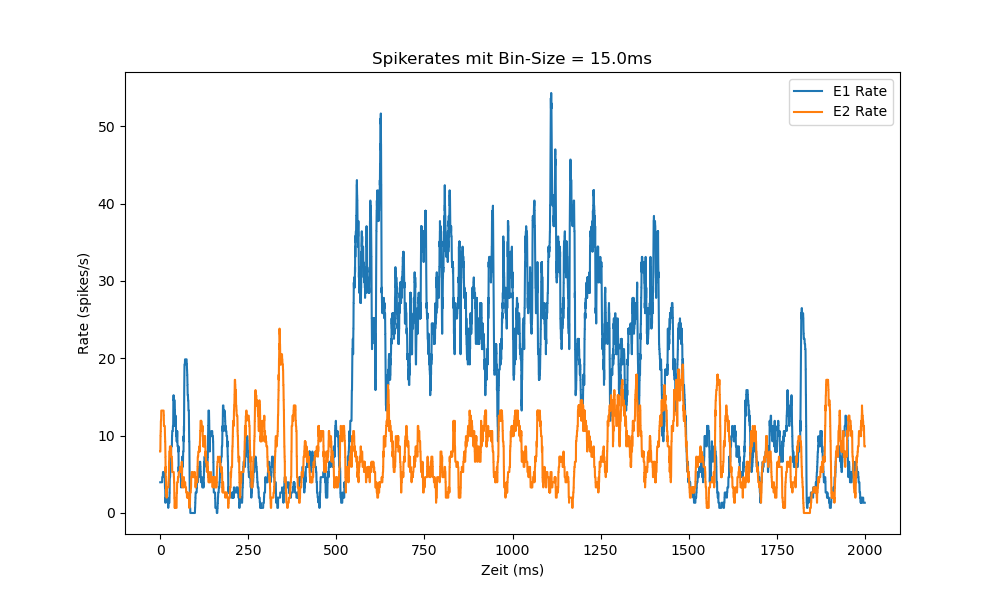 Spikerates mit Bin-Size = 15.0ms
E1 Rate
E2 Rate
Rate (spikes/s)
50
40
30
20
10
0
0 250 500 750 1000 1250 1500 1750 2000
Zeit (ms)